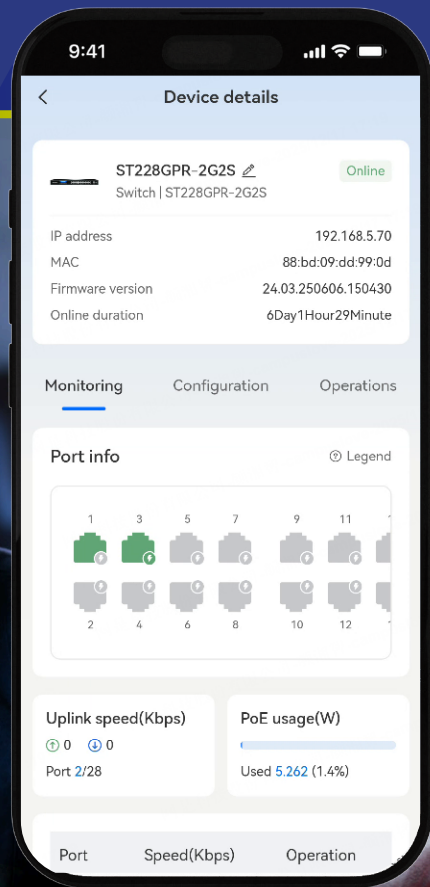 9:41
Device details
ST228GPR-2G2S
Online
Switch | ST228GPR-2G2S
IP address 192.168.5.70
MAC 88:bd:09:dd:99:0d
Firmware version 24.03.250606.150430
Online duration 6Day1Hour29Minute
Monitoring Configuration Operations
Port info Legend
1 3 5 7 9 11
2 4 6 8 10 12
Uplink speed(Kbps) PoE usage(W)
0 0
Port 2/28 Used 5.262 (1.4%)
Port Speed(Kbps) Operation